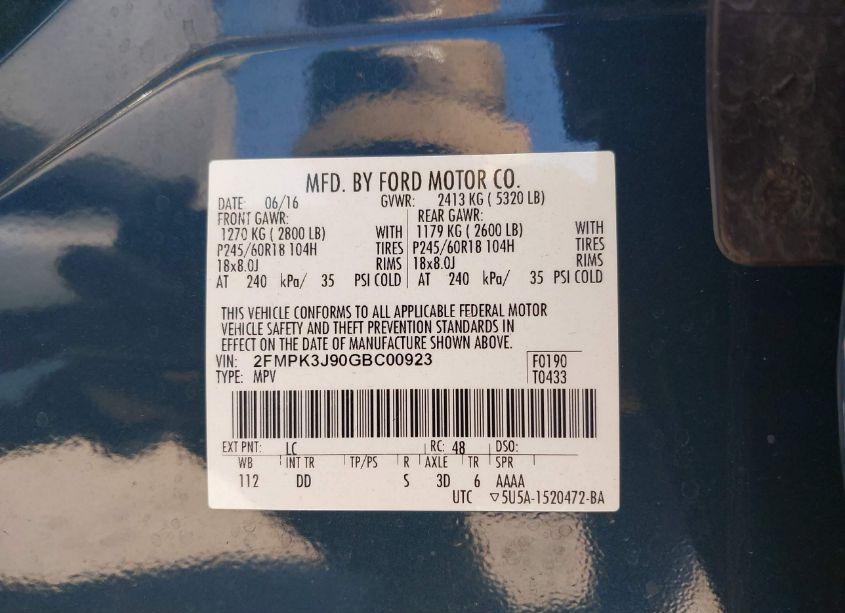 MFD. BY FORD MOTOR CO.
DATE: 06/16 GVWR: 2413 KG ( 5320 LB)
FRONT GAWR: REAR GAWR:
1270 KG ( 2800 LB) WITH 1179 KG ( 2600 LB) WITH
P245/60R18 104H TIRES P245/60R18 104H TIRES
18x8.0J RIMS 18x8.0J RIMS
AT 240 kPa/ 35 PSI COLD AT 240 kPa/ 35 PSI COLD
THIS VEHICLE CONFORMS TO ALL APPLICABLE FEDERAL MOTOR
VEHICLE SAFETY AND THEFT PREVENTION STANDARDS IN
EFFECT ON THE DATE OF MANUFACTURE SHOWN ABOVE.
VIN: 2FMPK3J90GBC00923 F0190
TYPE: MPV T0433
EXT PNT: LC RC: 48 DSO:
WB INT TR TP/PS R AXLE TR SPR
112 DD S 3D 6 AAAA
UTC ▽5U5A-1520472-BA